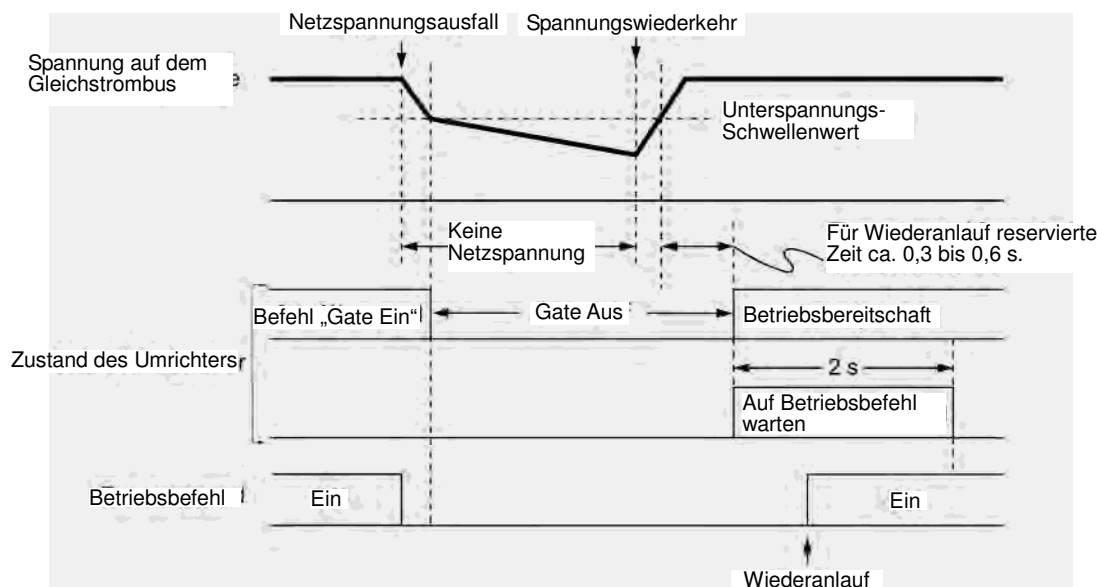 Netzspannungsausfall
Spannungswiederkehr
Spannung auf dem
Gleichstrombus
e
Unterspannungs-
Schwellenwert
Keine
Netzspannung
Für Wiederanlauf reservierte
Zeit ca. 0,3 bis 0,6 s.
Befehl „Gate Ein“
Gate Aus
Betriebsbereitschaft
Zustand des Umrichters
r
2 s
Auf Betriebsbefehl
warten
Betriebsbefehl
Ein
Ein
Wiederanlauf